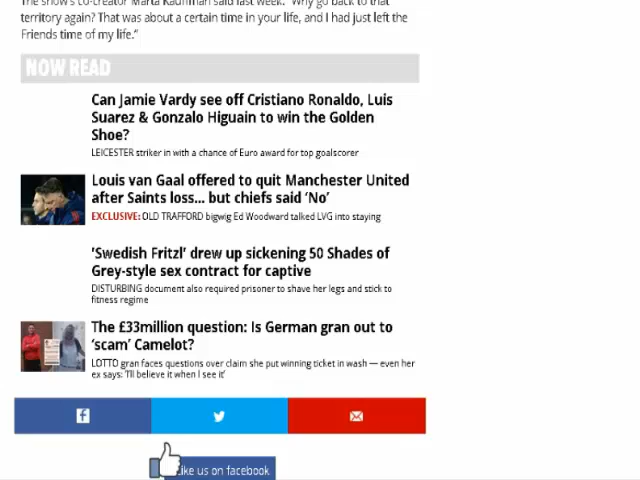 The show's co-creator Marta Kauffman said last week: "Why go back to that
territory again? That was about a certain time in your life, and I had just left the
Friends time of my life."
NOW READ
Can Jamie Vardy see off Cristiano Ronaldo, Luis
Suarez & Gonzalo Higuain to win the Golden
Shoe?
LEICESTER striker in with a chance of Euro award for top goalscorer
Louis van Gaal offered to quit Manchester United
after Saints loss... but chiefs said 'No'
EXCLUSIVE: OLD TRAFFORD bigwig Ed Woodward talked LVG into staying
'Swedish Fritzl' drew up sickening 50 Shades of
Grey-style sex contract for captive
DISTURBING document also required prisoner to shave her legs and stick to
fitness regime
The £33million question: Is German gran out to
'scam' Camelot?
LOTTO gran faces questions over claim she put winning ticket in wash — even her
ex says: 'I'll believe it when I see it'
f
Like us on facebook